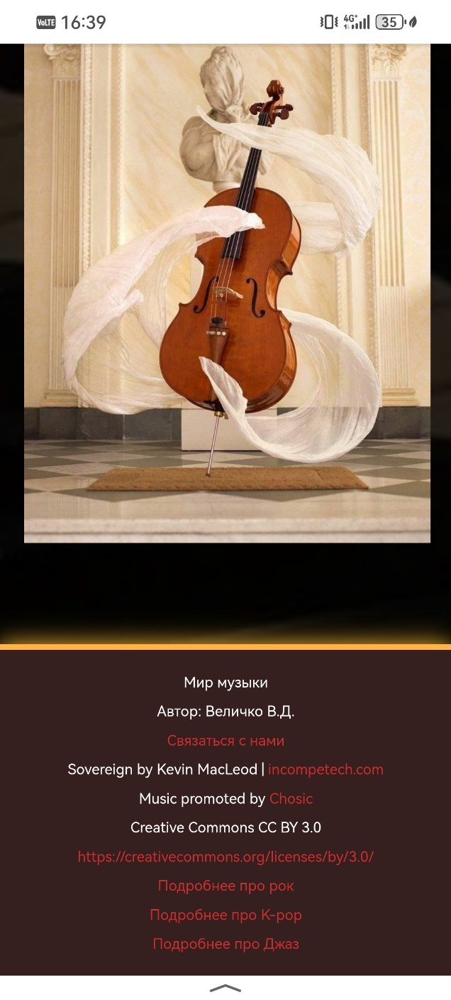 VoLTE 16:39 4G+ 35
Мир музыки
Автор: Величко В.Д.
Связаться с нами
Sovereign by Kevin MacLeod | incompetech.com
Music promoted by Chosic
Creative Commons CC BY 3.0
https://creativecommons.org/licenses/by/3.0/
Подробнее про рок
Подробнее про K-pop
Подробнее про Джаз